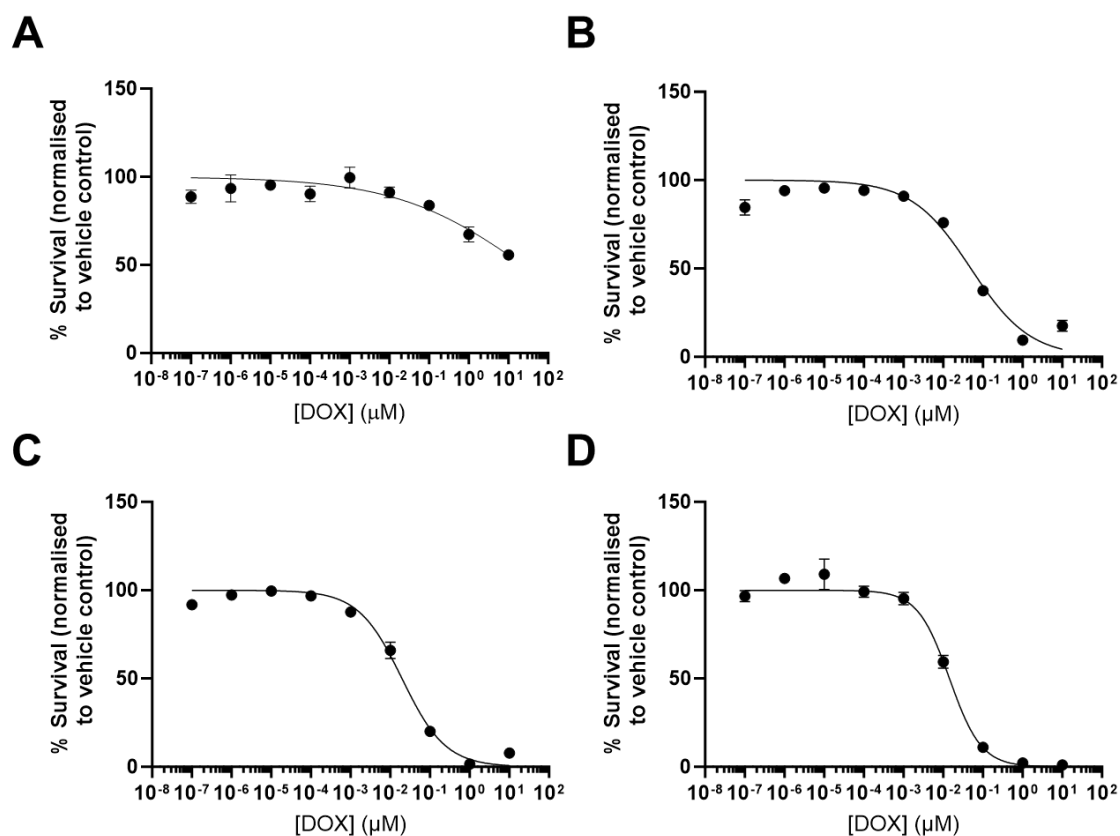 A
% Survival (normalised
to vehicle control)
150
100
50
0
10⁻⁸ 10⁻⁷ 10⁻⁶ 10⁻⁵ 10⁻⁴ 10⁻³ 10⁻² 10⁻¹ 10⁰ 10¹ 10²
[DOX] (μM)
B
% Survival (normalised
to vehicle control)
150
100
50
0
10⁻⁸ 10⁻⁷ 10⁻⁶ 10⁻⁵ 10⁻⁴ 10⁻³ 10⁻² 10⁻¹ 10⁰ 10¹ 10²
[DOX] (µM)
C
% Survival (normalised
to vehicle control)
150
100
50
0
10⁻⁸ 10⁻⁷ 10⁻⁶ 10⁻⁵ 10⁻⁴ 10⁻³ 10⁻² 10⁻¹ 10⁰ 10¹ 10²
[DOX] (µM)
D
% Survival (normalised
to vehicle control)
150
100
50
0
10⁻⁸ 10⁻⁷ 10⁻⁶ 10⁻⁵ 10⁻⁴ 10⁻³ 10⁻² 10⁻¹ 10⁰ 10¹ 10²
[DOX] (µM)